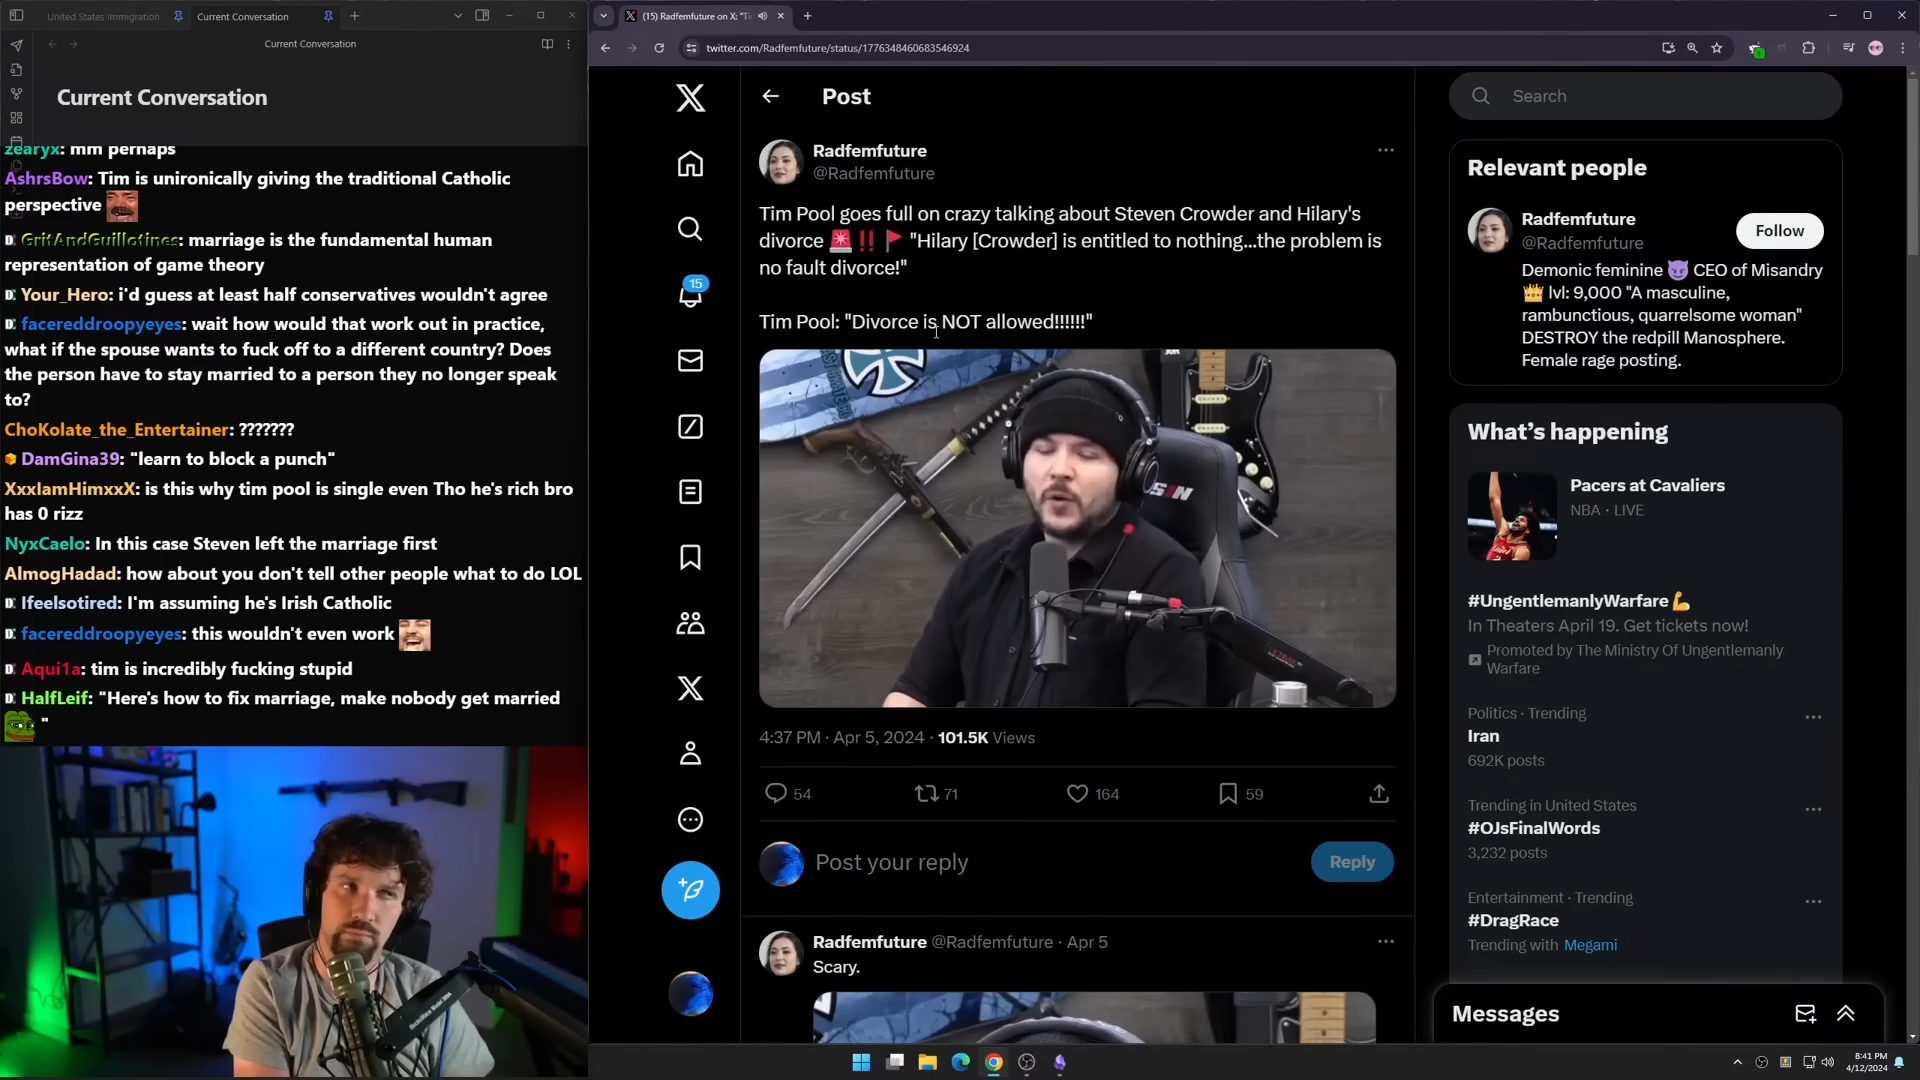 United States Immigration
Current Conversation
Current Conversation
Current Conversation
zearyx: mm perhaps
AshrsBow: Tim is unironically giving the traditional Catholic
perspective
GritAndGuillotines: marriage is the fundamental human
representation of game theory
Your_Hero: i'd guess at least half conservatives wouldn't agree
facereddroopyeyes: wait how would that work out in practice,
what if the spouse wants to fuck off to a different country? Does
the person have to stay married to a person they no longer speak
to?
ChoKolate_the_Entertainer: ???????
DamGina39: "learn to block a punch"
XxxIamHimxxX: is this why tim pool is single even Tho he's rich bro
has 0 rizz
NyxCaelo: In this case Steven left the marriage first
AlmogHadad: how about you don't tell other people what to do LOL
Ifeelsotired: I'm assuming he's Irish Catholic
facereddroopyeyes: this wouldn't even work
Aqui1a: tim is incredibly fucking stupid
HalfLeif: "Here's how to fix marriage, make nobody get married
"
(15) Radfemfuture on X: "Ti
twitter.com/Radfemfuture/status/1776348460683546924
1
15
Post
Radfemfuture
@Radfemfuture
Tim Pool goes full on crazy talking about Steven Crowder and Hilary's
divorce 🚨‼️🚩 "Hilary [Crowder] is entitled to nothing...the problem is
no fault divorce!"
Tim Pool: "Divorce is NOT allowed!!!!!!"
4:37 PM · Apr 5, 2024 · 101.5K Views
54
71
164
59
Post your reply
Reply
Radfemfuture @Radfemfuture · Apr 5
Scary.
Search
Relevant people
Radfemfuture
@Radfemfuture
Follow
Demonic feminine 😈 CEO of Misandry
👑 lvl: 9,000 "A masculine,
rambunctious, quarrelsome woman"
DESTROY the redpill Manosphere.
Female rage posting.
What's happening
Pacers at Cavaliers
NBA · LIVE
#UngentlemanlyWarfare💪
In Theaters April 19. Get tickets now!
Promoted by The Ministry Of Ungentlemanly
Warfare
Politics · Trending
Iran
692K posts
Trending in United States
#OJsFinalWords
3,232 posts
Entertainment · Trending
#DragRace
Trending with Megami
Messages
8:41 PM
4/12/2024